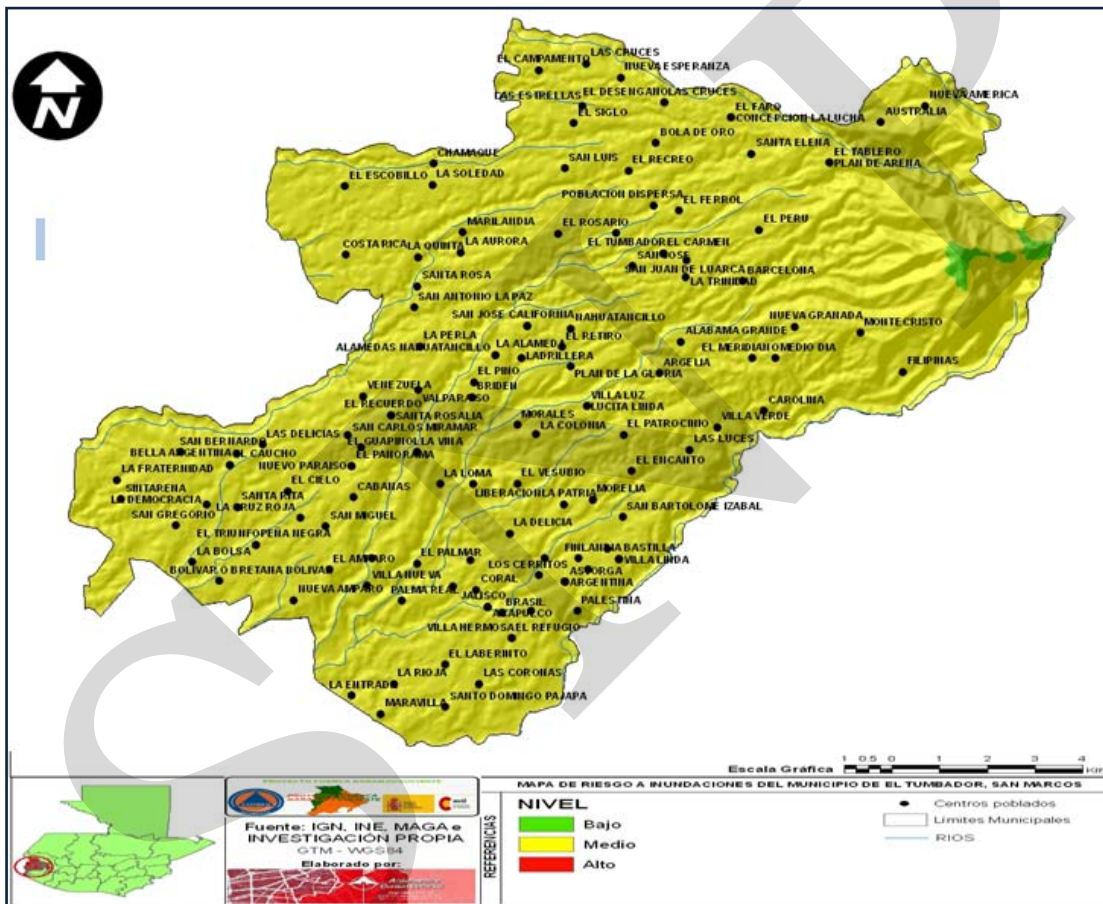 N
LAS CRUCES
EL CAMPAMENTO
NUEVA ESPERANZA
LAS ESTRELLAS
EL DESENGANO
LAS CRUCES
NUEVA AMERICA
EL SIGLO
EL FARO
CONCEPCION LA LUCHA
AUSTRALIA
BOLA DE ORO
SANTA ELENA
EL TABLERO
PLAN DE ARENA
CHAMAQUE
SAN LUIS
EL RECREO
EL ESCOBILLO
LA SOLEDAD
POBLACION DISPERSA
EL FERROL
MARILANDIA
EL ROSARIO
EL PERU
COSTA RICA
LA QUINTA
LA AURORA
EL TUMBADOR
EL CARMEN
SAN JOSE
SAN JUAN DE LUARCA
BARCELONA
LA TRINIDAD
SANTA ROSA
SAN ANTONIO LA PAZ
SAN JOSE CALIFORNIA
NAHUATANCILLO
NUEVA GRANADA
MONTECRISTO
LA PERLA
EL RETIRO
ALABAMA GRANDE
ALAMEDAS NAHUATANCILLO
LA ALAMEDA
LADRILLERA
ARGELIA
EL MERIDIANO
MEDIO DIA
FILIPINAS
EL PINO
PLAN DE LA GLORIA
VENEZUELA
BRIDEN
EL RECUERDO
VALPARAISO
VILLA LUZ
LUCITA LINDA
CAROLINA
SANTA ROSALIA
MORALES
VILLA VERDE
SAN BERNARDO
LAS DELICIAS
SAN CARLOS MIRAMAR
LA COLONIA
EL PATROCINIO
LAS LUCES
BELLA ARGENTINA
EL CAUCHO
EL GUAPINOL
LA VINA
LA FRATERNIDAD
NUEVO PARAISO
EL PANORAMA
EL ENCANTO
EL CIELO
LA LOMA
EL VESUBIO
SINTARENA
LA DEMOCRACIA
SANTA RITA
CABANAS
LIBERACION
LA PATRIA
MORELIA
SAN GREGORIO
LA CRUZ ROJA
SAN MIGUEL
SAN BARTOLOME IZABAL
EL TRIUNFO
PEÑA NEGRA
LA DELICIA
LA BOLSA
EL AMPARO
EL PALMAR
FINLANDIA
BASTILLA
BOLIVAR O BRETANA BOLIVAR
VILLA NUEVA
LOS CERRITOS
ASTORGA
VILLA LINDA
NUEVO AMPARO
PALMA REAL
CORAL
ARGENTINA
JALISCO
BRASIL
ACAPULCO
PALESTINA
VILLA HERMOSA
EL REFUGIO
EL LABERINTO
LA RIOJA
LAS CORONAS
LA ENTRADA
MARAVILLA
SANTO DOMINGO PAJAPA
Escala Gráfica
1 0.5 0 1 2 3 4
Km
MAPA DE RIESGO A INUNDACIONES DEL MUNICIPIO DE EL TUMBADOR, SAN MARCOS
Fuente: IGN, INE, MAGA e
INVESTIGACIÓN PROPIA
GTM - WGS84
Elaborado por:
REFERENCIAS
NIVEL
Bajo
Medio
Alto
Centros poblados
Límites Municipales
RIOS